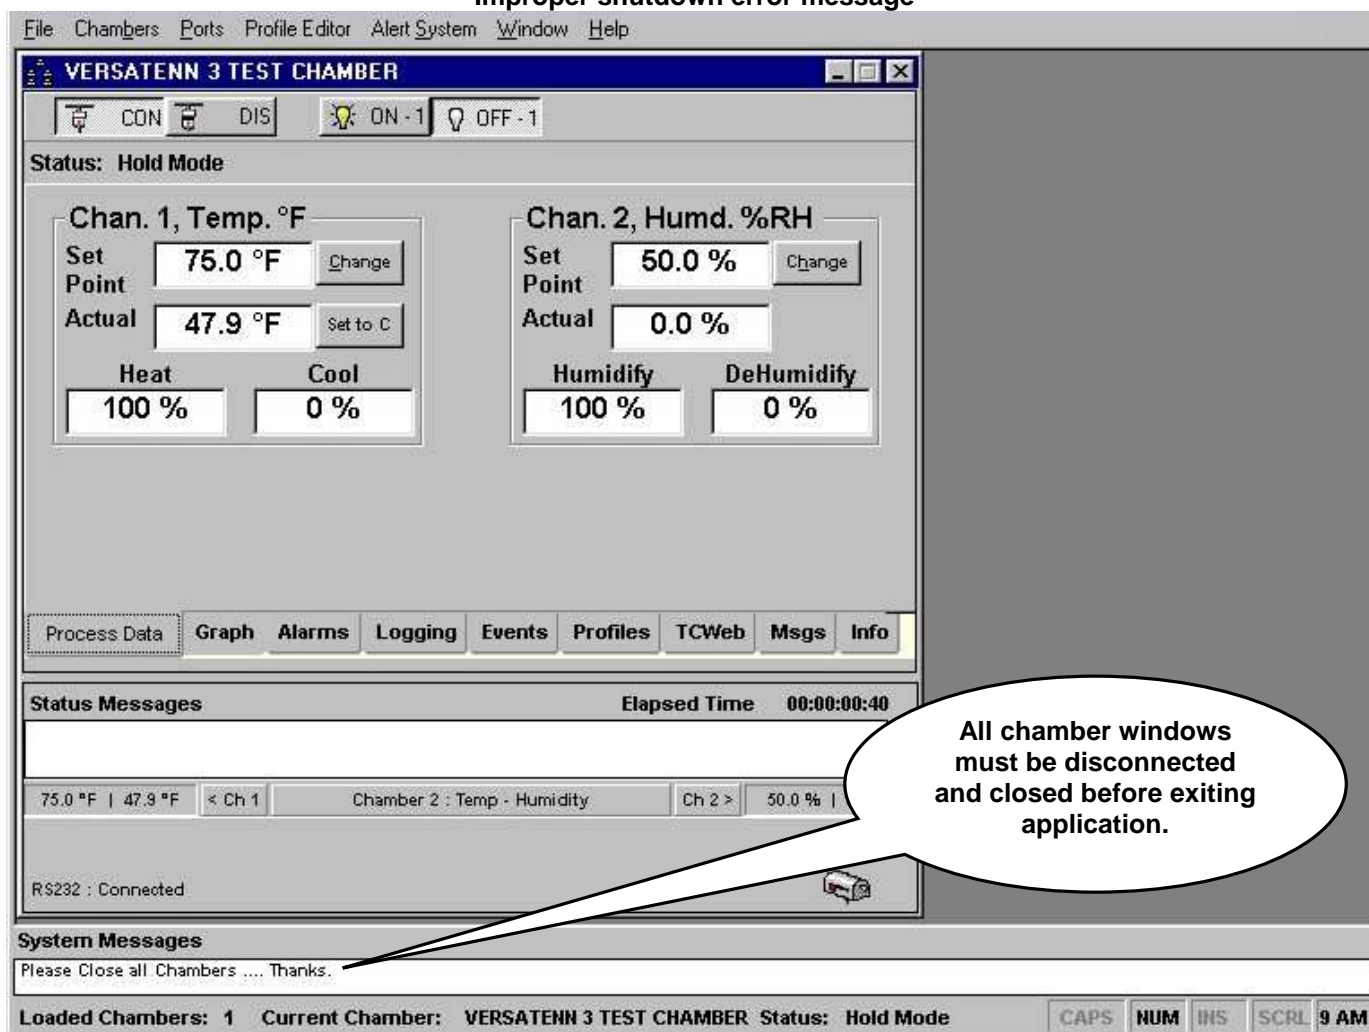 Improper shutdown error message
File Chambers Ports Profile Editor Alert System Window Help
VERSATENN 3 TEST CHAMBER
CON DIS ON - 1 OFF - 1
Status: Hold Mode
Chan. 1, Temp. °F
Set Point 75.0 °F Change
Actual 47.9 °F Set to C
Heat Cool
100 % 0 %
Chan. 2, Humd. %RH
Set Point 50.0 % Change
Actual 0.0 %
Humidify DeHumidify
100 % 0 %
Process Data Graph Alarms Logging Events Profiles TCWeb Msgs Info
Status Messages Elapsed Time 00:00:00:40
75.0 °F | 47.9 °F < Ch 1 Chamber 2 : Temp - Humidity Ch 2 > 50.0 % |
RS232 : Connected
All chamber windows
must be disconnected
and closed before exiting
application.
System Messages
Please Close all Chambers .... Thanks.
Loaded Chambers: 1 Current Chamber: VERSATENN 3 TEST CHAMBER Status: Hold Mode CAPS NUM INS SCRL 9 AM